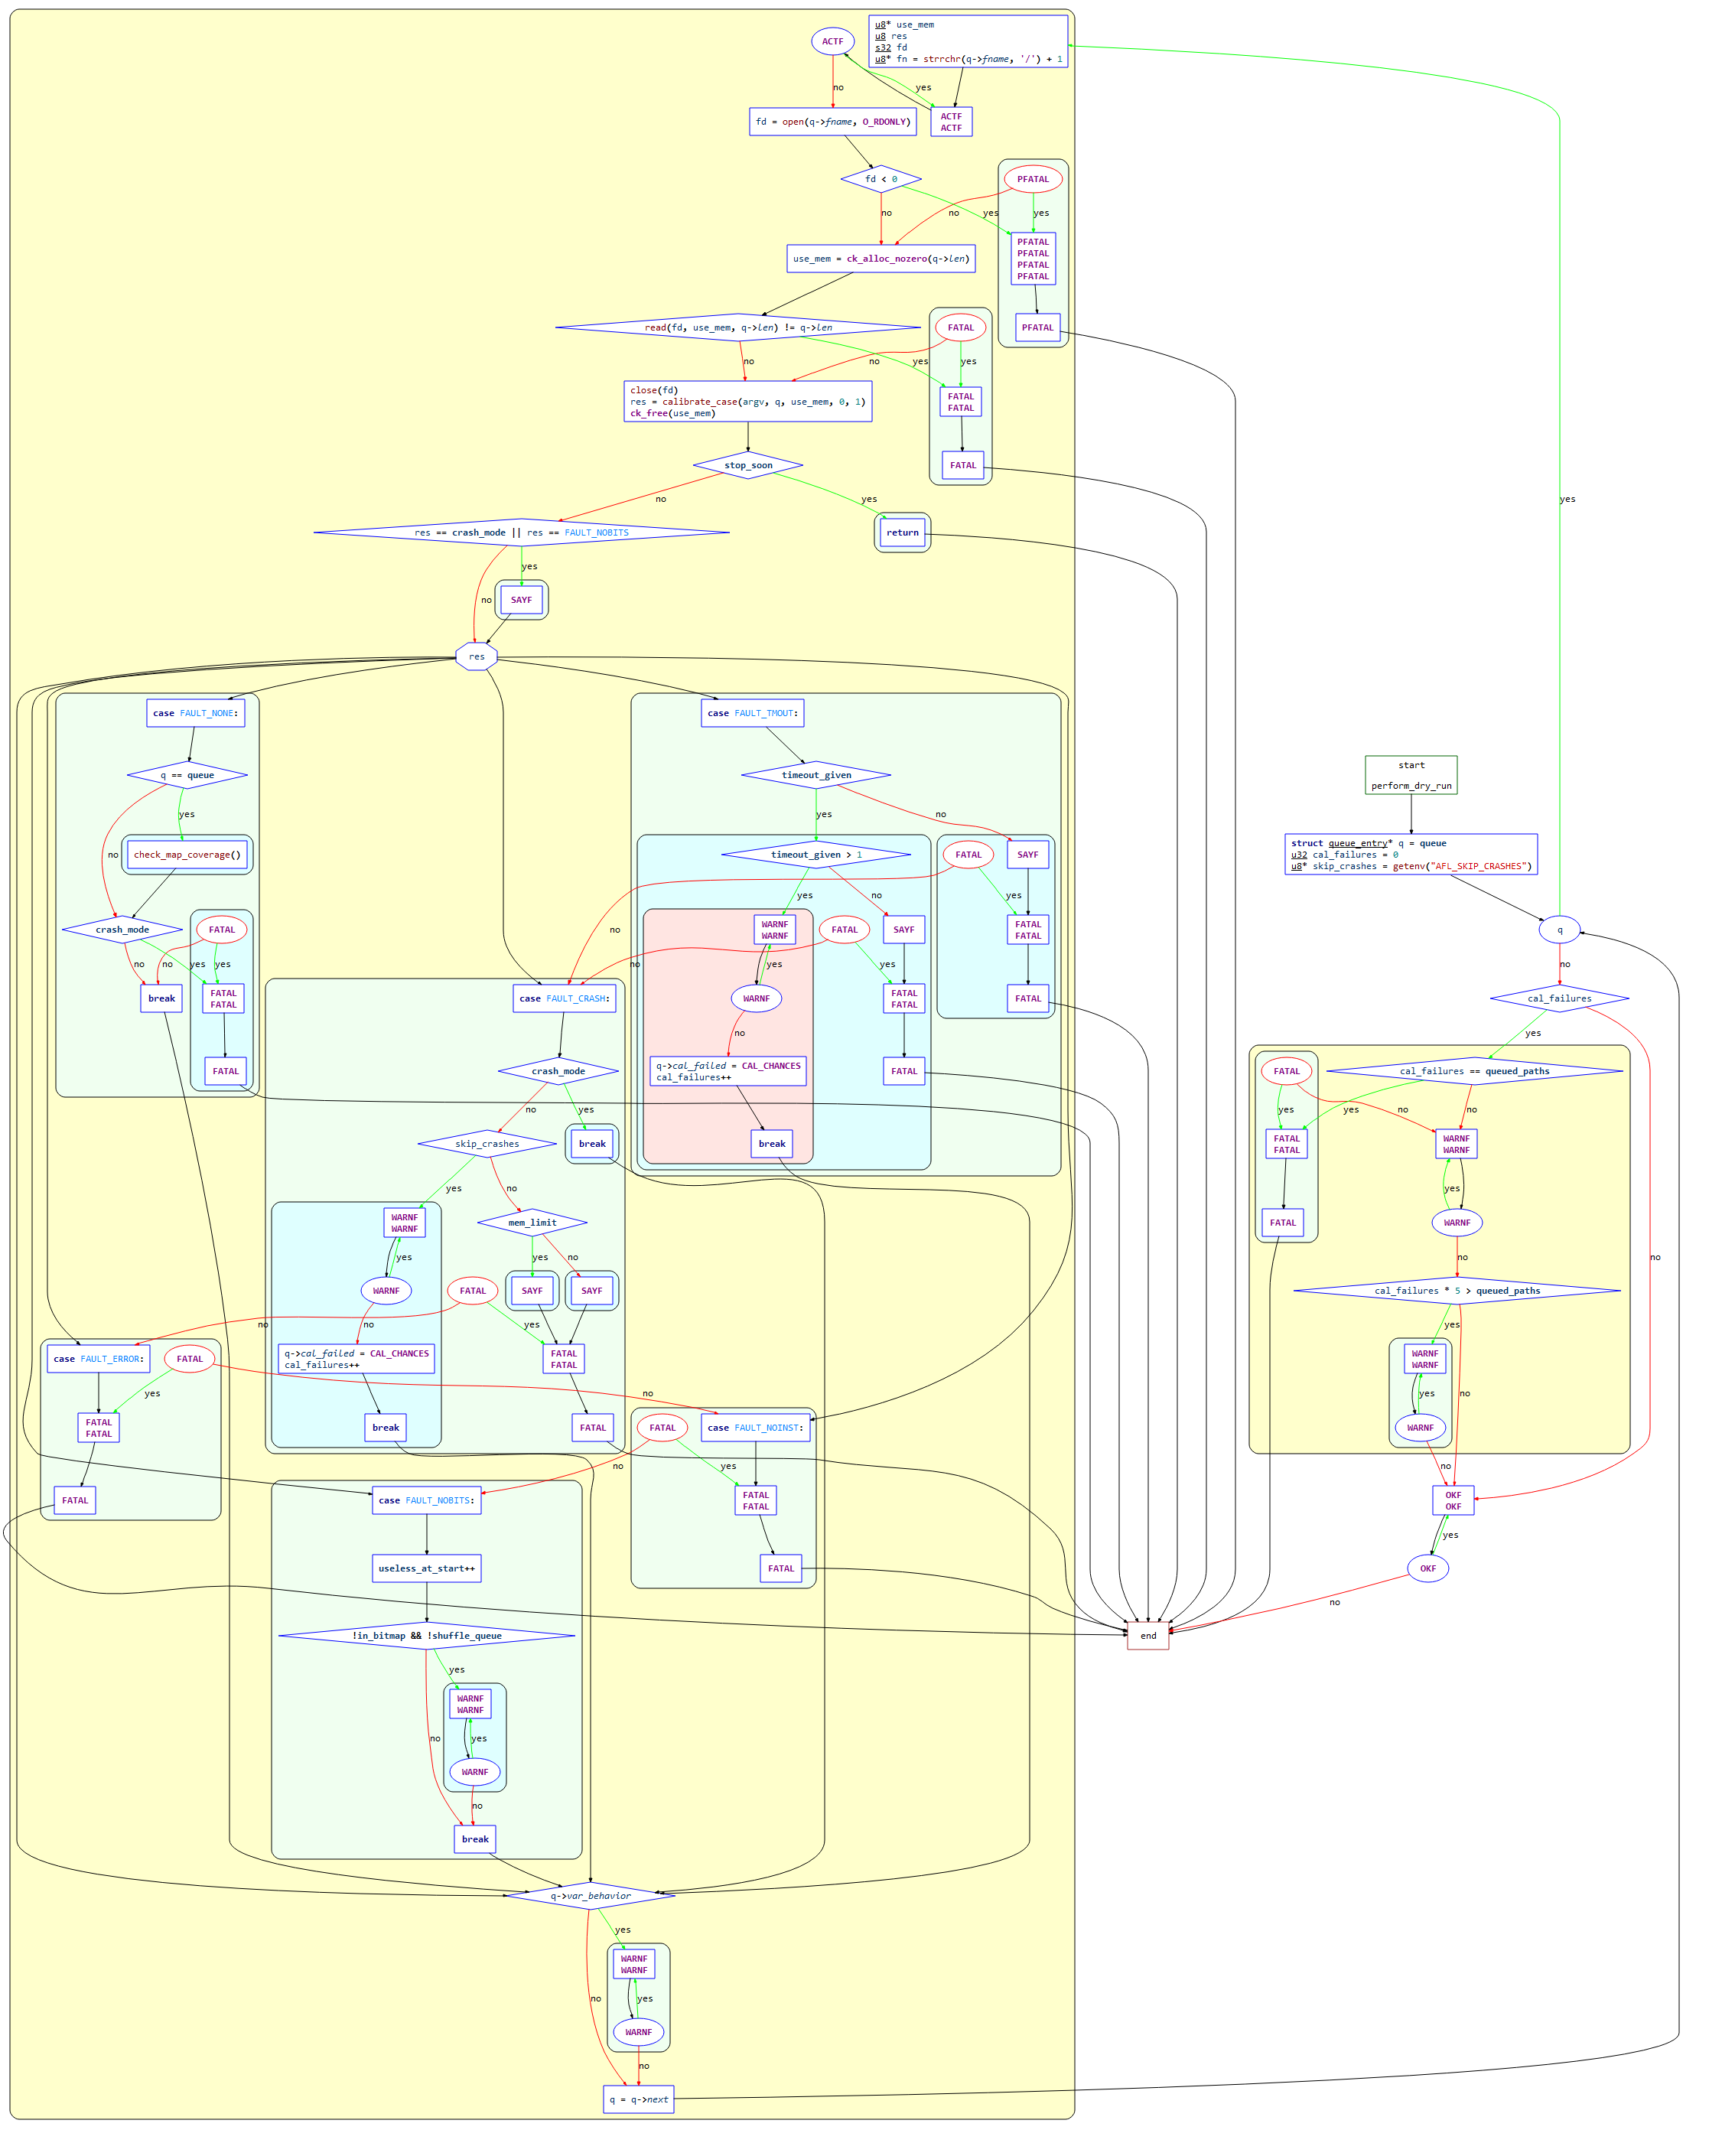 ACTF
u8* use_mem
u8 res
s32 fd
u8* fn = strrchr(q->fname, '/') + 1
no
yes
fd = open(q->fname, O_RDONLY)
ACTF
ACTF
fd < 0
PFATAL
no
no
yes
yes
use_mem = ck_alloc_nozero(q->len)
PFATAL
PFATAL
PFATAL
PFATAL
read(fd, use_mem, q->len) != q->len
FATAL
PFATAL
no
no
yes
yes
close(fd)
res = calibrate_case(argv, q, use_mem, 0, 1)
ck_free(use_mem)
FATAL
FATAL
stop_soon
FATAL
no
yes
yes
res == crash_mode || res == FAULT_NOBITS
return
yes
no
SAYF
res
case FAULT_NONE:
case FAULT_TMOUT:
q == queue
timeout_given
start
perform_dry_run
yes
yes
no
no
check_map_coverage()
timeout_given > 1
FATAL
SAYF
struct queue_entry* q = queue
u32 cal_failures = 0
u8* skip_crashes = getenv("AFL_SKIP_CRASHES")
yes
no
yes
crash_mode
FATAL
WARNF
WARNF
FATAL
SAYF
FATAL
FATAL
q
no
no
no
yes
yes
no
yes
yes
no
break
FATAL
FATAL
case FAULT_CRASH:
WARNF
FATAL
FATAL
FATAL
cal_failures
no
yes
FATAL
crash_mode
q->cal_failed = CAL_CHANCES
cal_failures++
FATAL
FATAL
cal_failures == queued_paths
no
yes
yes
yes
no
no
skip_crashes
break
break
FATAL
FATAL
WARNF
WARNF
yes
no
yes
WARNF
WARNF
mem_limit
FATAL
WARNF
yes
yes
no
no
no
WARNF
FATAL
SAYF
SAYF
cal_failures * 5 > queued_paths
no
no
yes
yes
case FAULT_ERROR:
FATAL
q->cal_failed = CAL_CHANCES
cal_failures++
FATAL
FATAL
WARNF
WARNF
yes
no
yes
no
FATAL
FATAL
break
FATAL
FATAL
case FAULT_NOINST:
WARNF
no
yes
no
FATAL
case FAULT_NOBITS:
FATAL
FATAL
OKF
OKF
yes
useless_at_start++
FATAL
OKF
no
!in_bitmap && !shuffle_queue
end
yes
WARNF
WARNF
no
yes
WARNF
no
break
q->var_behavior
yes
WARNF
WARNF
no
yes
WARNF
no
q = q->next